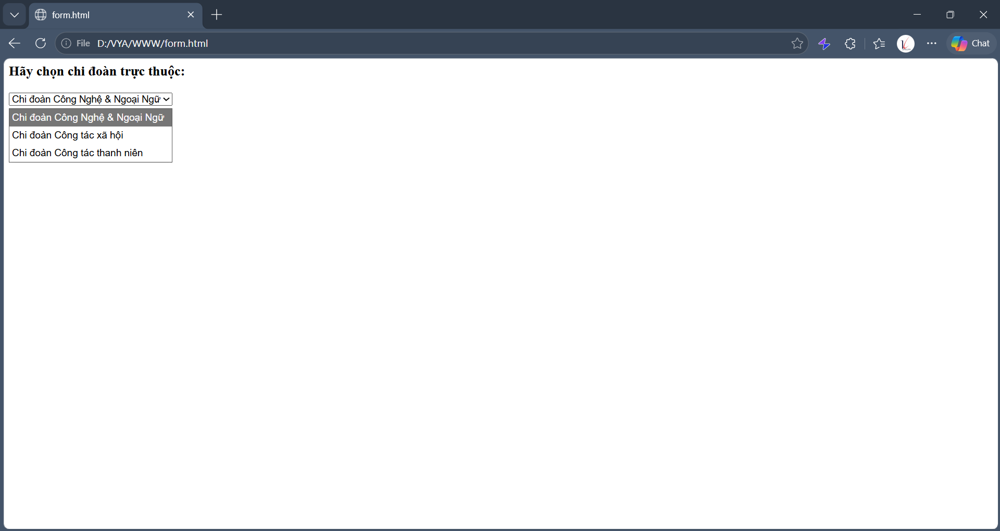 form.html
File D:/VYA/WWW/form.html
Chat
Hãy chọn chi đoàn trực thuộc:
Chi đoàn Công Nghệ & Ngoại Ngữ
Chi đoàn Công Nghệ & Ngoại Ngữ
Chi đoàn Công tác xã hội
Chi đoàn Công tác thanh niên